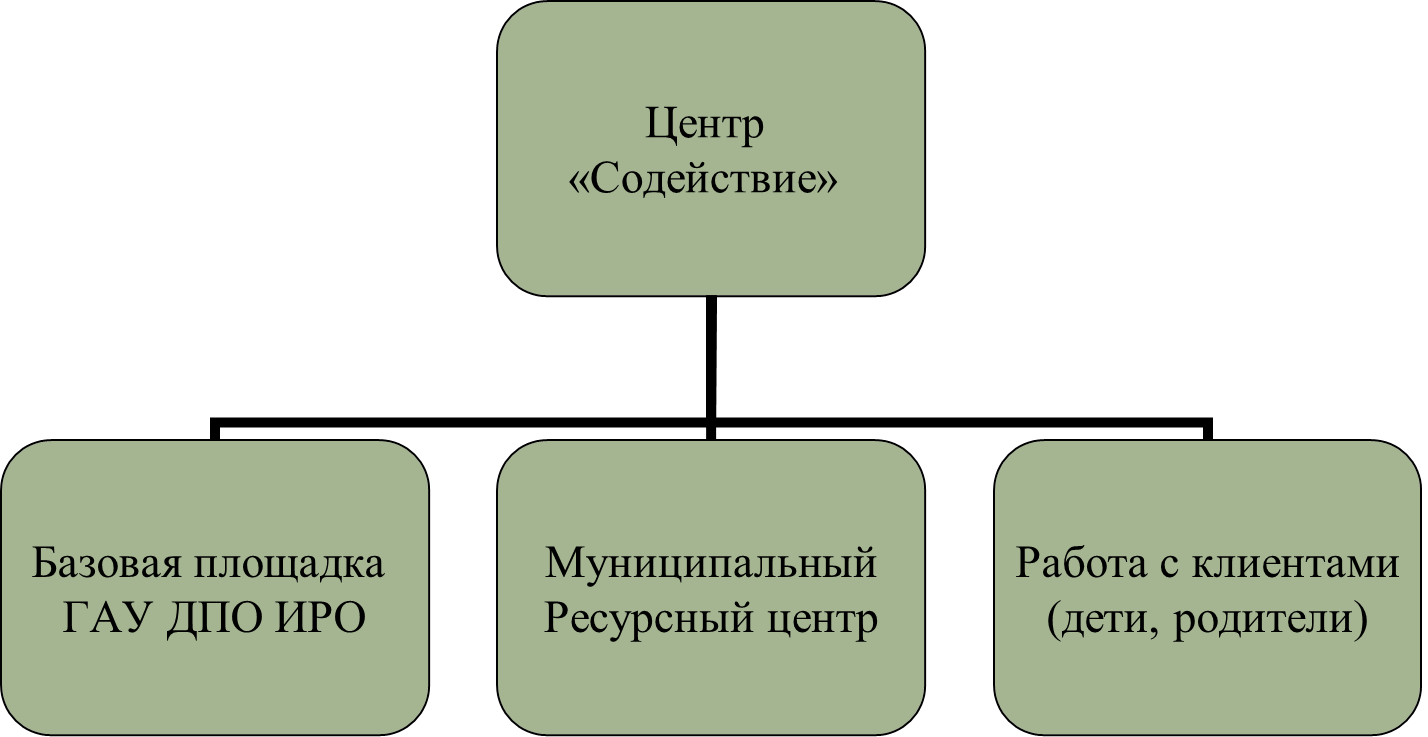 Центр
«Содействие»
Базовая площадка
ГАУ ДПО ИРО
Муниципальный
Ресурсный центр
Работа с клиентами
(дети, родители)